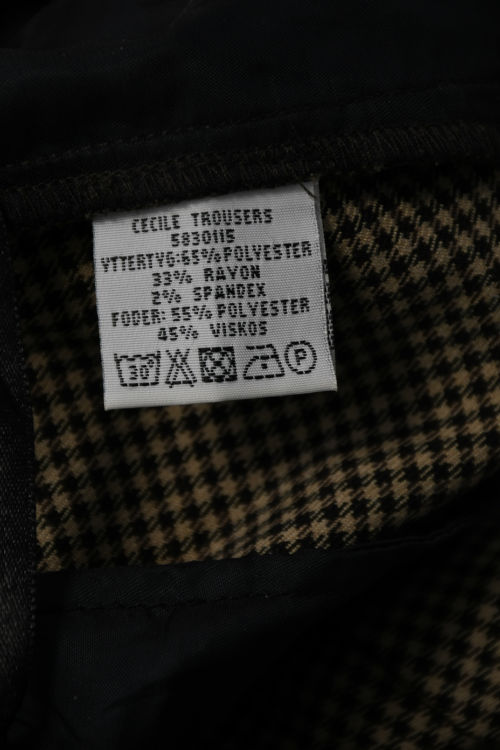 CECILE TROUSERS
5830115
YTTERTYG:65% POLYESTER
33% RAYON
2% SPANDEX
FODER: 55% POLYESTER
45% VISKOS
30° P